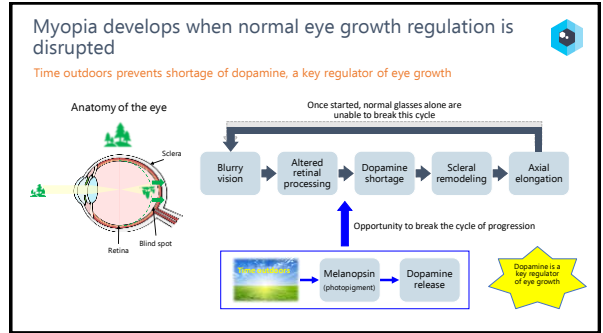 Myopia develops when normal eye growth regulation is
disrupted
Time outdoors prevents shortage of dopamine, a key regulator of eye growth
Anatomy of the eye
Sclera
Blind spot
Retina
Once started, normal glasses alone are
unable to break this cycle
Blurry
vision
Altered
retinal
processing
Dopamine
shortage
Scleral
remodeling
Axial
elongation
Opportunity to break the cycle of progression
Time outdoors
Melanopsin
(photopigment)
Dopamine
release
Dopamine is a
key regulator
of eye growth